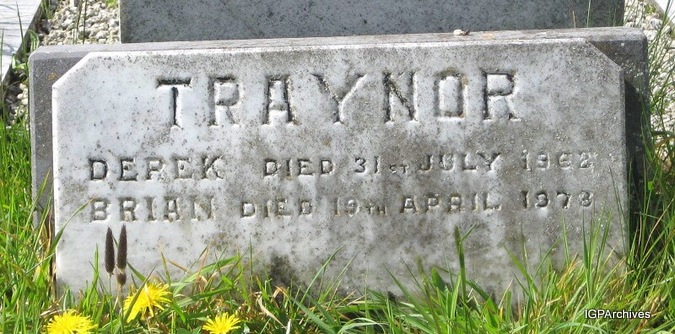 TRAYNOR
DEREK DIED 31ST JULY 1962
BRIAN DIED 19TH APRIL 1978
IGPArchives